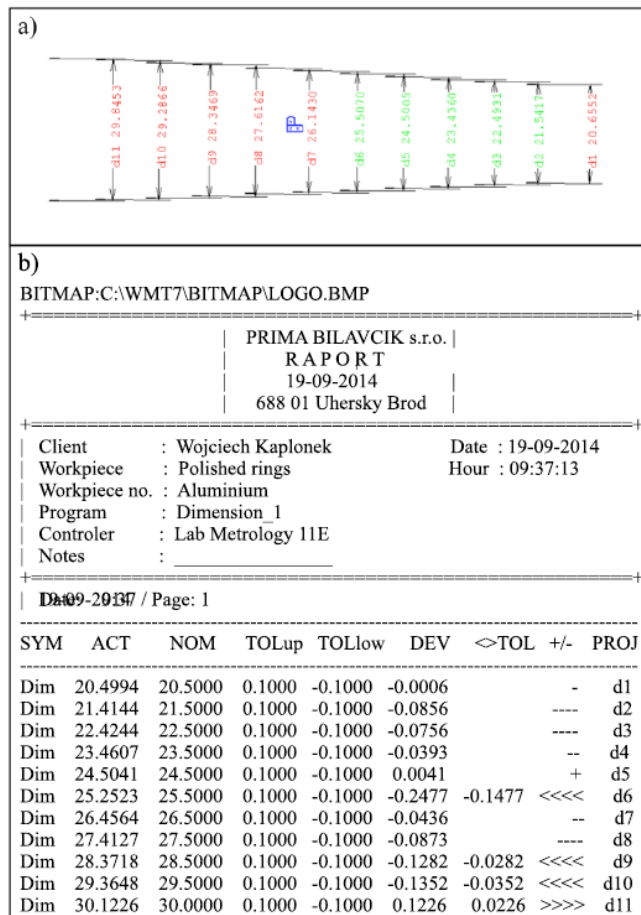 a)
d11 29.8453
d10 29.2866
d9 28.3469
d8 27.6162
d7 26.1430
d6 25.5070
d5 24.5005
d4 23.4360
d3 22.4931
d2 21.5417
d1 20.6552
b)
BITMAP:C:\WMT7\BITMAP\LOGO.BMP
PRIMA BILAVCIK s.r.o.
R A P O R T
19-09-2014
688 01 Uhersky Brod
Client : Wojciech Kaplonek Date : 19-09-2014
Workpiece : Polished rings Hour : 09:37:13
Workpiece no. : Aluminium
Program : Dimension_1
Controler : Lab Metrology 11E
Notes :
/ Page: 1
SYM ACT NOM TOLup TOLlow DEV <>TOL +/- PROJ
Dim 20.4994 20.5000 0.1000 -0.1000 -0.0006 - d1
Dim 21.4144 21.5000 0.1000 -0.1000 -0.0856 ---- d2
Dim 22.4244 22.5000 0.1000 -0.1000 -0.0756 ---- d3
Dim 23.4607 23.5000 0.1000 -0.1000 -0.0393 -- d4
Dim 24.5041 24.5000 0.1000 -0.1000 0.0041 + d5
Dim 25.2523 25.5000 0.1000 -0.1000 -0.2477 -0.1477 <<<< d6
Dim 26.4564 26.5000 0.1000 -0.1000 -0.0436 -- d7
Dim 27.4127 27.5000 0.1000 -0.1000 -0.0873 ---- d8
Dim 28.3718 28.5000 0.1000 -0.1000 -0.1282 -0.0282 <<<< d9
Dim 29.3648 29.5000 0.1000 -0.1000 -0.1352 -0.0352 <<<< d10
Dim 30.1226 30.0000 0.1000 -0.1000 0.1226 0.0226 >>>> d11